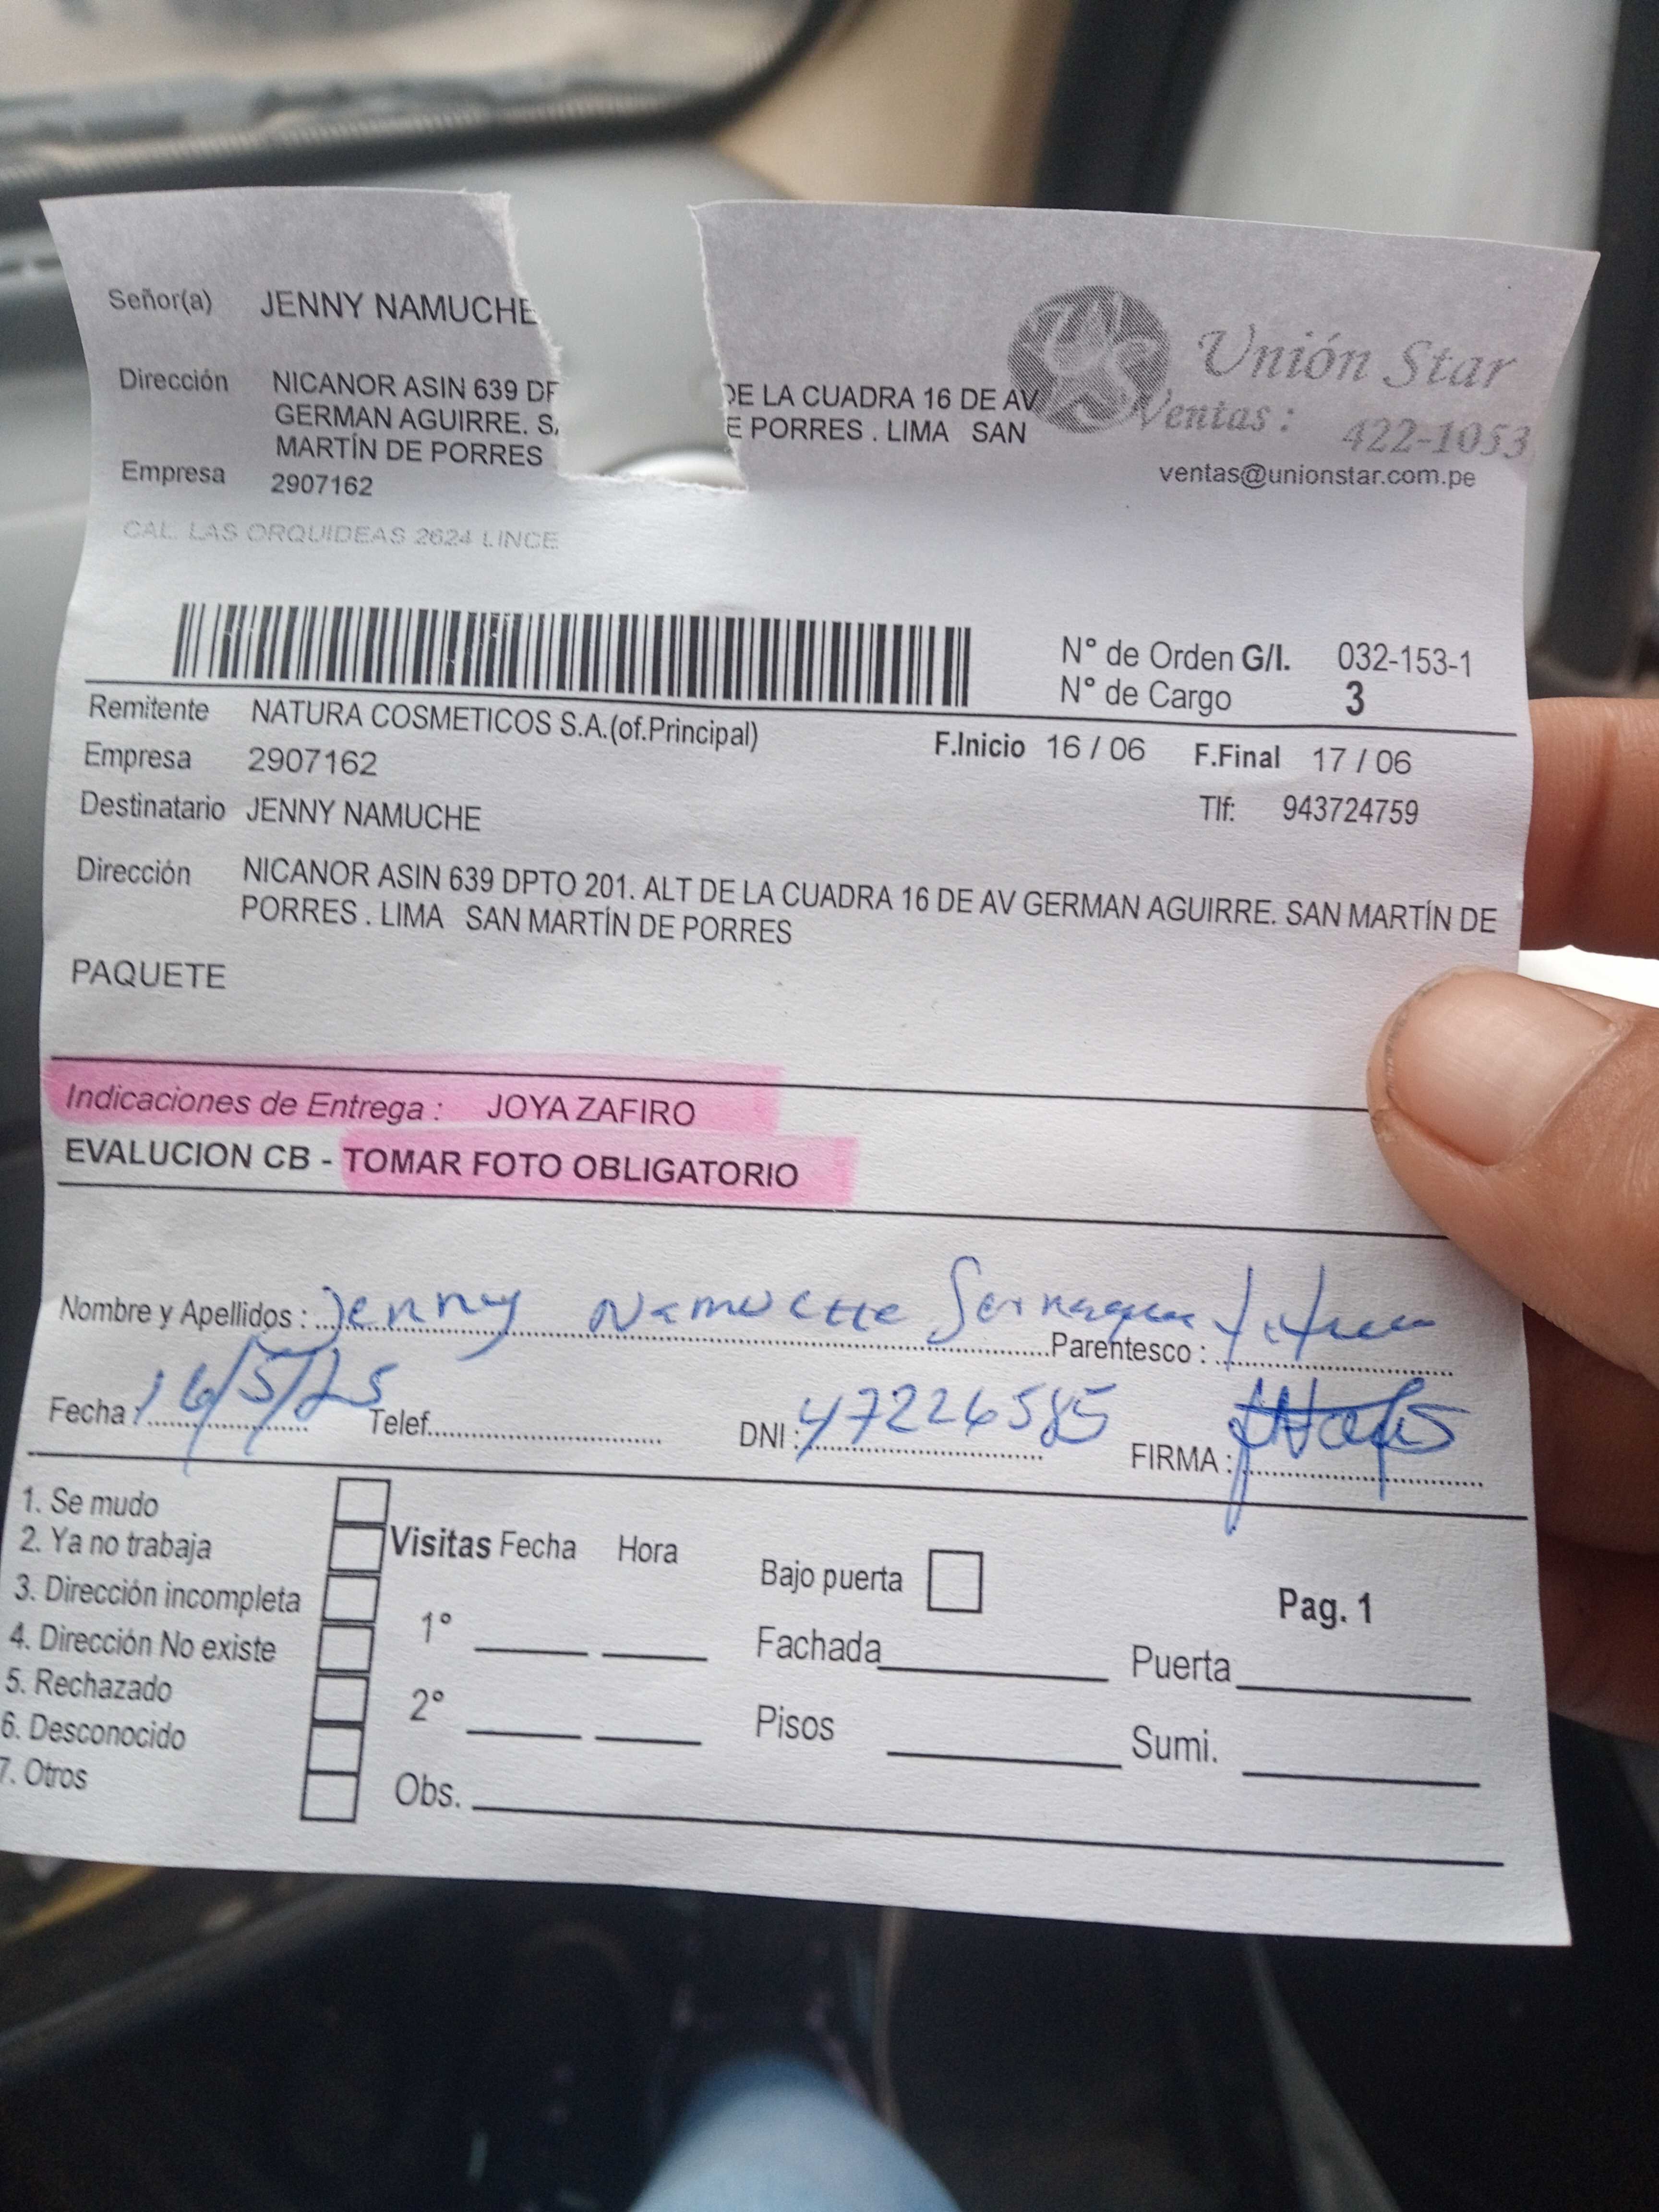 Señor(a) JENNY NAMUCHE
Unión Star
Ventas : 422-1053
ventas@unionstar.com.pe
Dirección NICANOR ASIN 639 DE LA CUADRA 16 DE AV
GERMAN AGUIRRE. E PORRES . LIMA SAN
MARTÍN DE PORRES
Empresa 2907162
CAL. LAS ORQUIDEAS 2624 LINCE
N° de Orden G/I. 032-153-1
N° de Cargo 3
Remitente NATURA COSMETICOS S.A.(of.Principal)
Empresa 2907162 F.Inicio 16 / 06 F.Final 17 / 06
Destinatario JENNY NAMUCHE Tlf: 943724759
Dirección NICANOR ASIN 639 DPTO 201. ALT DE LA CUADRA 16 DE AV GERMAN AGUIRRE. SAN MARTÍN DE
PORRES . LIMA SAN MARTÍN DE PORRES
PAQUETE
Indicaciones de Entrega : JOYA ZAFIRO
EVALUCION CB - TOMAR FOTO OBLIGATORIO
Nombre y Apellidos : Jenny Namuche Parentesco :
Fecha : 16/5/25 Telef. DNI : 47226585 FIRMA :
1. Se mudo
2. Ya no trabaja
3. Dirección incompleta
4. Dirección No existe
5. Rechazado
6. Desconocido
7. Otros
Visitas Fecha Hora
1°
2°
Obs.
Bajo puerta
Fachada Puerta
Pisos Sumi.
Pag. 1